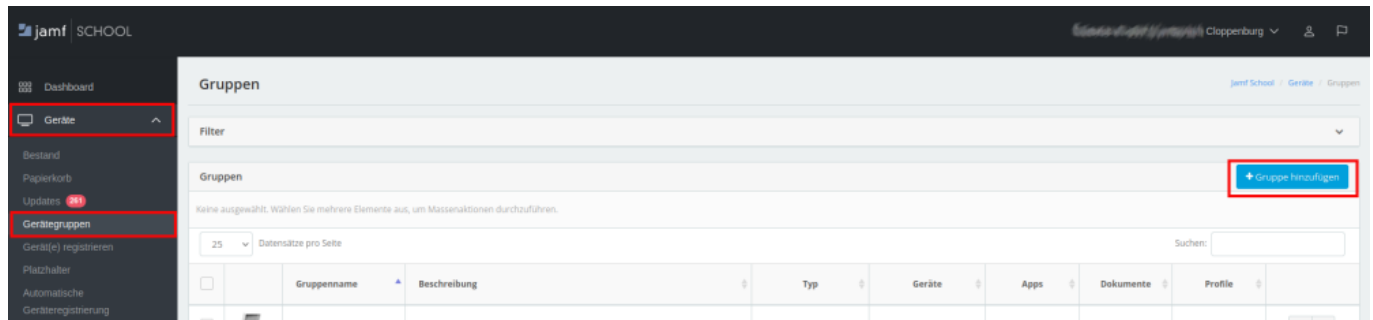 jamf SCHOOL
Cloppenburg
Dashboard
Geräte
Bestand
Papierkorb
Updates 261
Gerätegruppen
Gerät(e) registrieren
Platzhalter
Automatische
Geräteregistrierung
Gruppen
Jamf School / Geräte / Gruppen
Filter
Gruppen
+ Gruppe hinzufügen
Keine ausgewählt. Wählen Sie mehrere Elemente aus, um Massenaktionen durchzuführen.
25 Datensätze pro Seite
Suchen:
Gruppenname Beschreibung Typ Geräte Apps Dokumente Profile